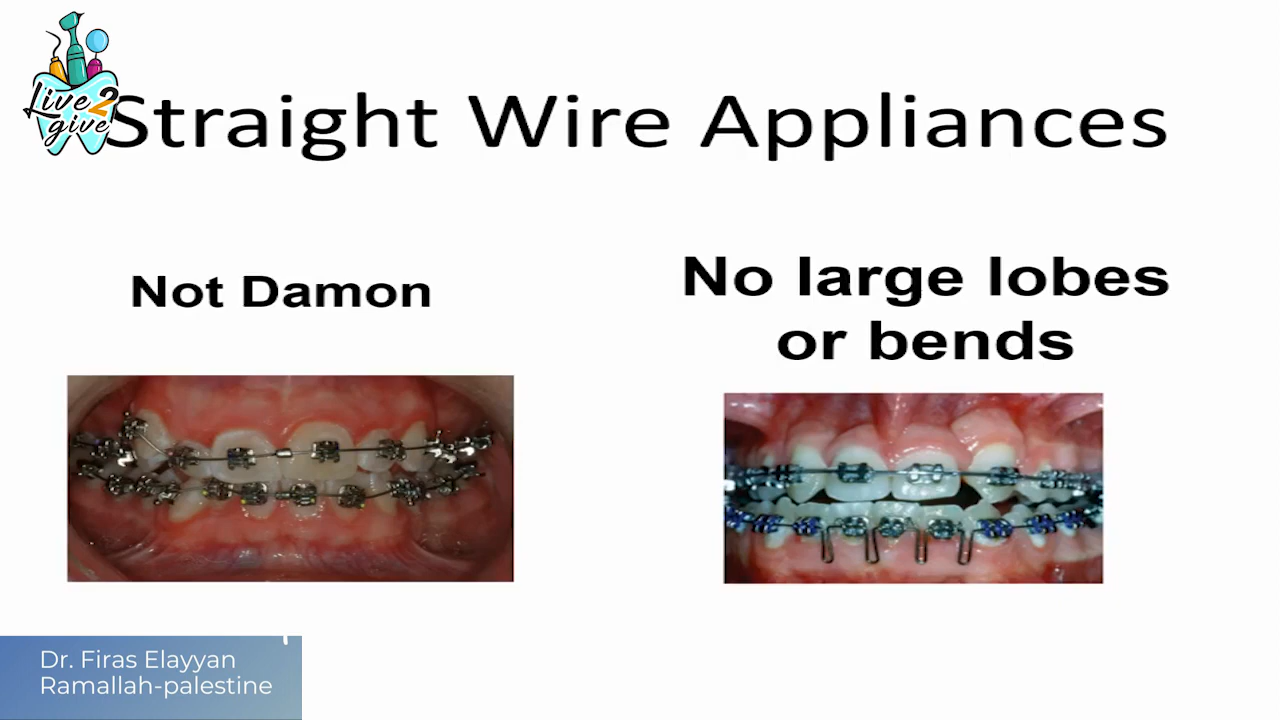 Live 2
give
Straight Wire Appliances
Not Damon
No large lobes
or bends
Dr. Firas Elayyan
Ramallah-palestine